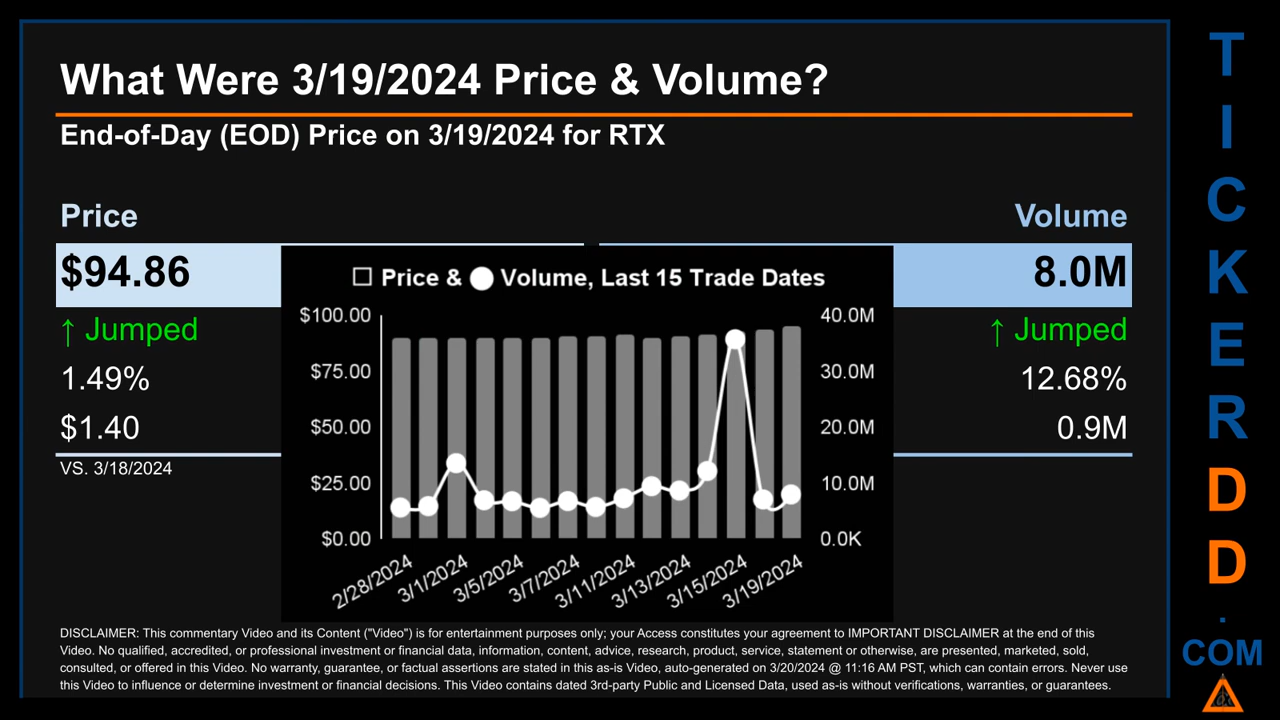 What Were 3/19/2024 Price & Volume?
End-of-Day (EOD) Price on 3/19/2024 for RTX
Price
Volume
$94.86
8.0M
↑ Jumped
↑ Jumped
1.49%
12.68%
$1.40
0.9M
VS. 3/18/2024
Price & Volume, Last 15 Trade Dates
$100.00
$75.00
$50.00
$25.00
$0.00
40.0M
30.0M
20.0M
10.0M
0.0K
2/28/2024
3/1/2024
3/5/2024
3/7/2024
3/11/2024
3/13/2024
3/15/2024
3/19/2024
DISCLAIMER: This commentary Video and its Content ("Video") is for entertainment purposes only; your Access constitutes your agreement to IMPORTANT DISCLAIMER at the end of this
Video. No qualified, accredited, or professional investment or financial data, information, content, advice, research, product, service, statement or otherwise, are presented, marketed, sold,
consulted, or offered in this Video. No warranty, guarantee, or factual assertions are stated in this as-is Video, auto-generated on 3/20/2024 @ 11:16 AM PST, which can contain errors. Never use
this Video to influence or determine investment or financial decisions. This Video contains dated 3rd-party Public and Licensed Data, used as-is without verifications, warranties, or guarantees.
T
I
C
K
E
R
D
D
.
COM